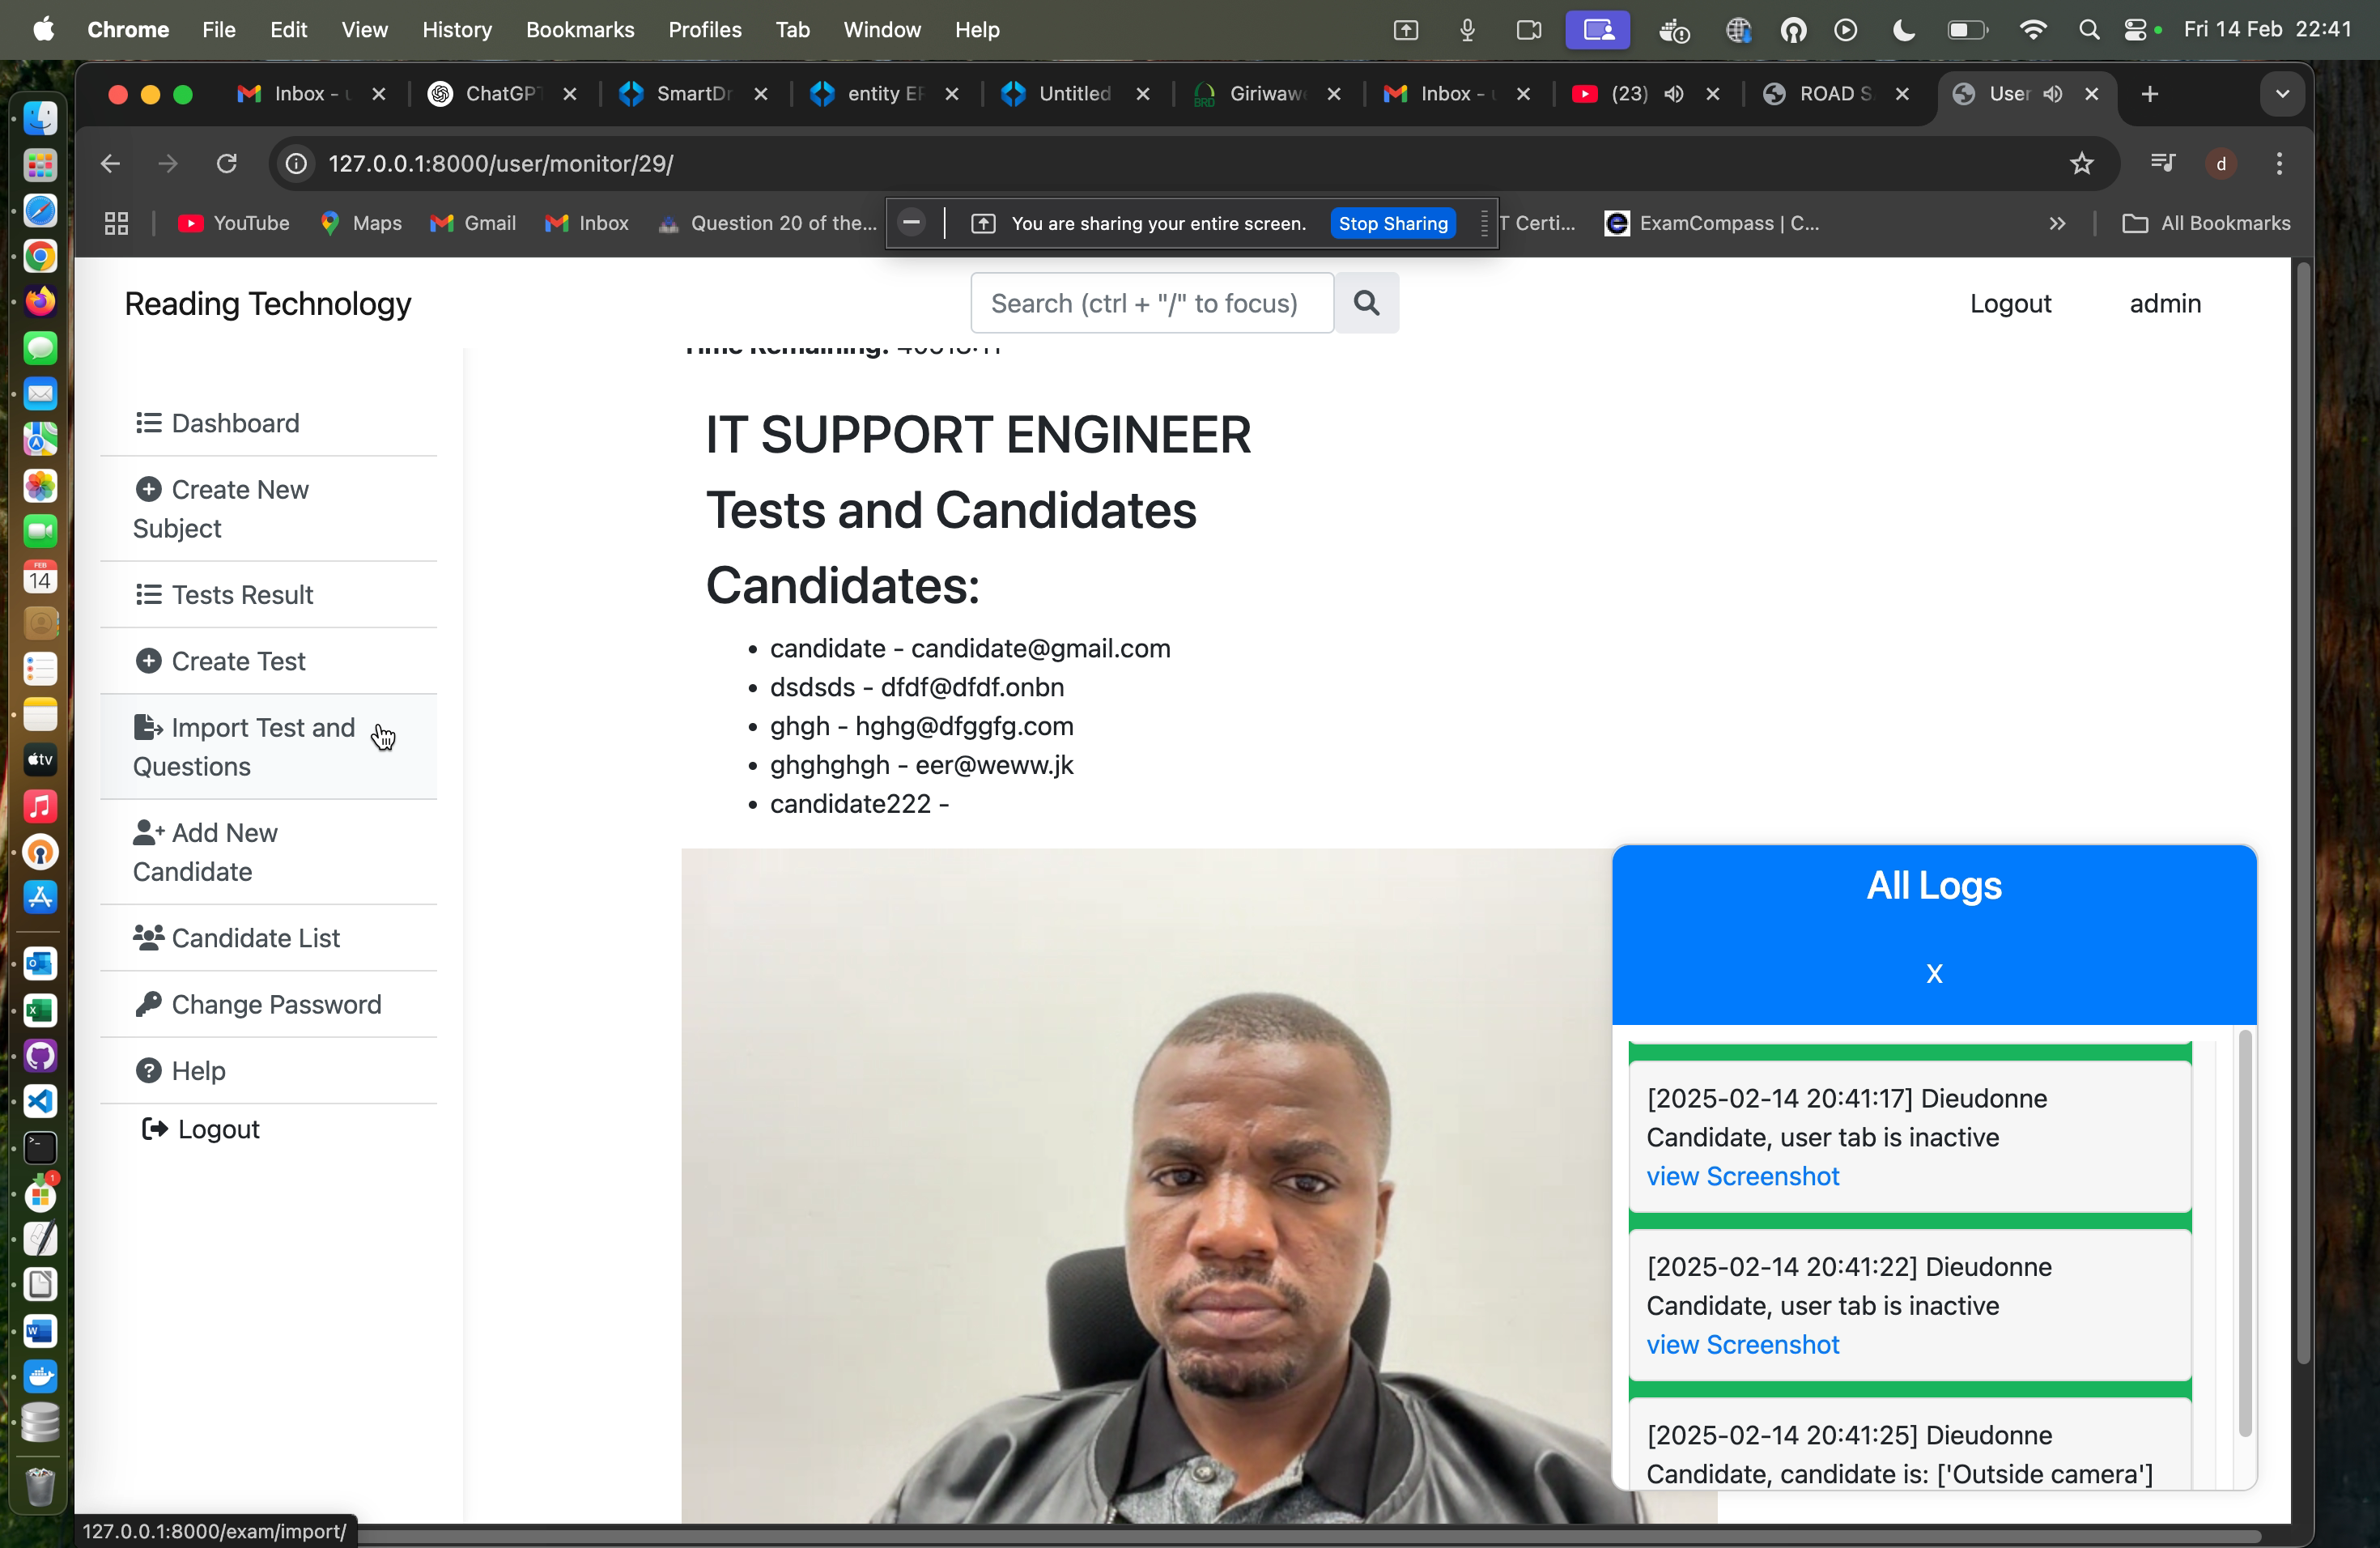 Chrome File Edit View History Bookmarks Profiles Tab Window Help Fri 14 Feb 22:41
Inbox - ChatGP SmartDr entity Untitled Giriwaw Inbox - (23) ROAD S User
127.0.0.1:8000/user/monitor/29/ d
YouTube Maps Gmail Inbox Question 20 of the... You are sharing your entire screen. Stop Sharing T Certi... ExamCompass | C... All Bookmarks
Reading Technology
Search (ctrl + "/" to focus)
Logout admin
Dashboard
Create New
Subject
Tests Result
Create Test
Import Test and
Questions
Add New
Candidate
Candidate List
Change Password
Help
Logout
Time Remaining:
IT SUPPORT ENGINEER
Tests and Candidates
Candidates:
candidate - candidate@gmail.com
dsdsds - dfdf@dfdf.onbn
ghgh - hghg@dfggfg.com
ghghghgh - eer@weww.jk
candidate222 -
All Logs
X
[2025-02-14 20:41:17] Dieudonne
Candidate, user tab is inactive
view Screenshot
[2025-02-14 20:41:22] Dieudonne
Candidate, user tab is inactive
view Screenshot
[2025-02-14 20:41:25] Dieudonne
Candidate, candidate is: ['Outside camera']
FEB
14
tv
1
127.0.0.1:8000/exam/import/